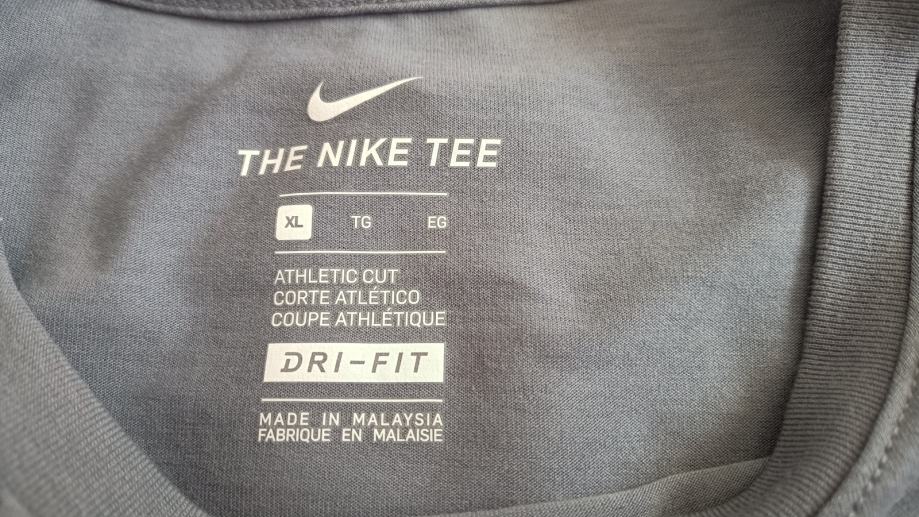 THE NIKE TEE
XL TG EG
ATHLETIC CUT
CORTE ATLÉTICO
COUPE ATHLÉTIQUE
DRI-FIT
MADE IN MALAYSIA
FABRIQUE EN MALAISIE